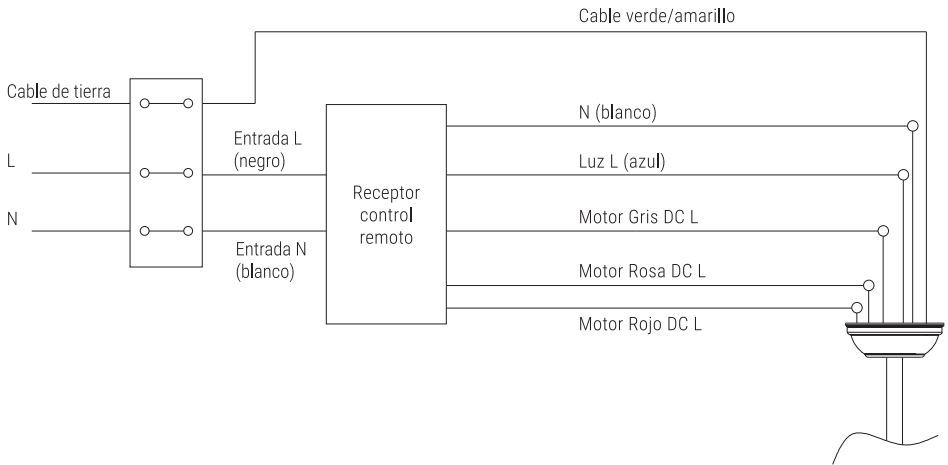 Cable verde/amarillo
Cable de tierra
N (blanco)
Entrada L
(negro)
L
Luz L (azul)
Receptor
control
remoto
N
Motor Gris DC L
Entrada N
(blanco)
Motor Rosa DC L
Motor Rojo DC L